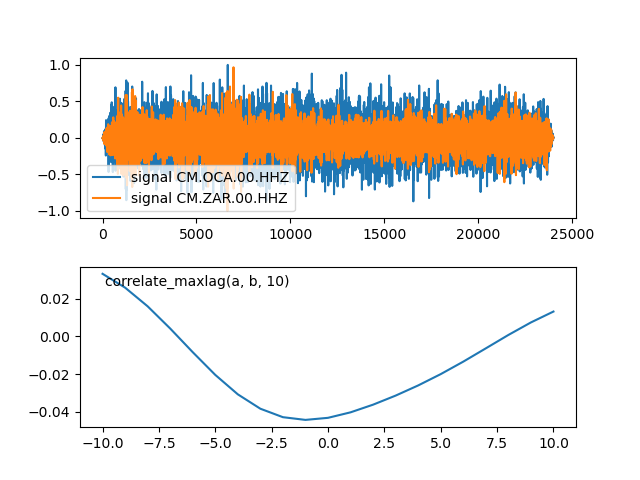 1.0
0.5
0.0
−0.5
−1.0
signal CM.OCA.00.HHZ
signal CM.ZAR.00.HHZ
0 5000 10000 15000 20000 25000
correlate_maxlag(a, b, 10)
0.02
0.00
−0.02
−0.04
−10.0 −7.5 −5.0 −2.5 0.0 2.5 5.0 7.5 10.0